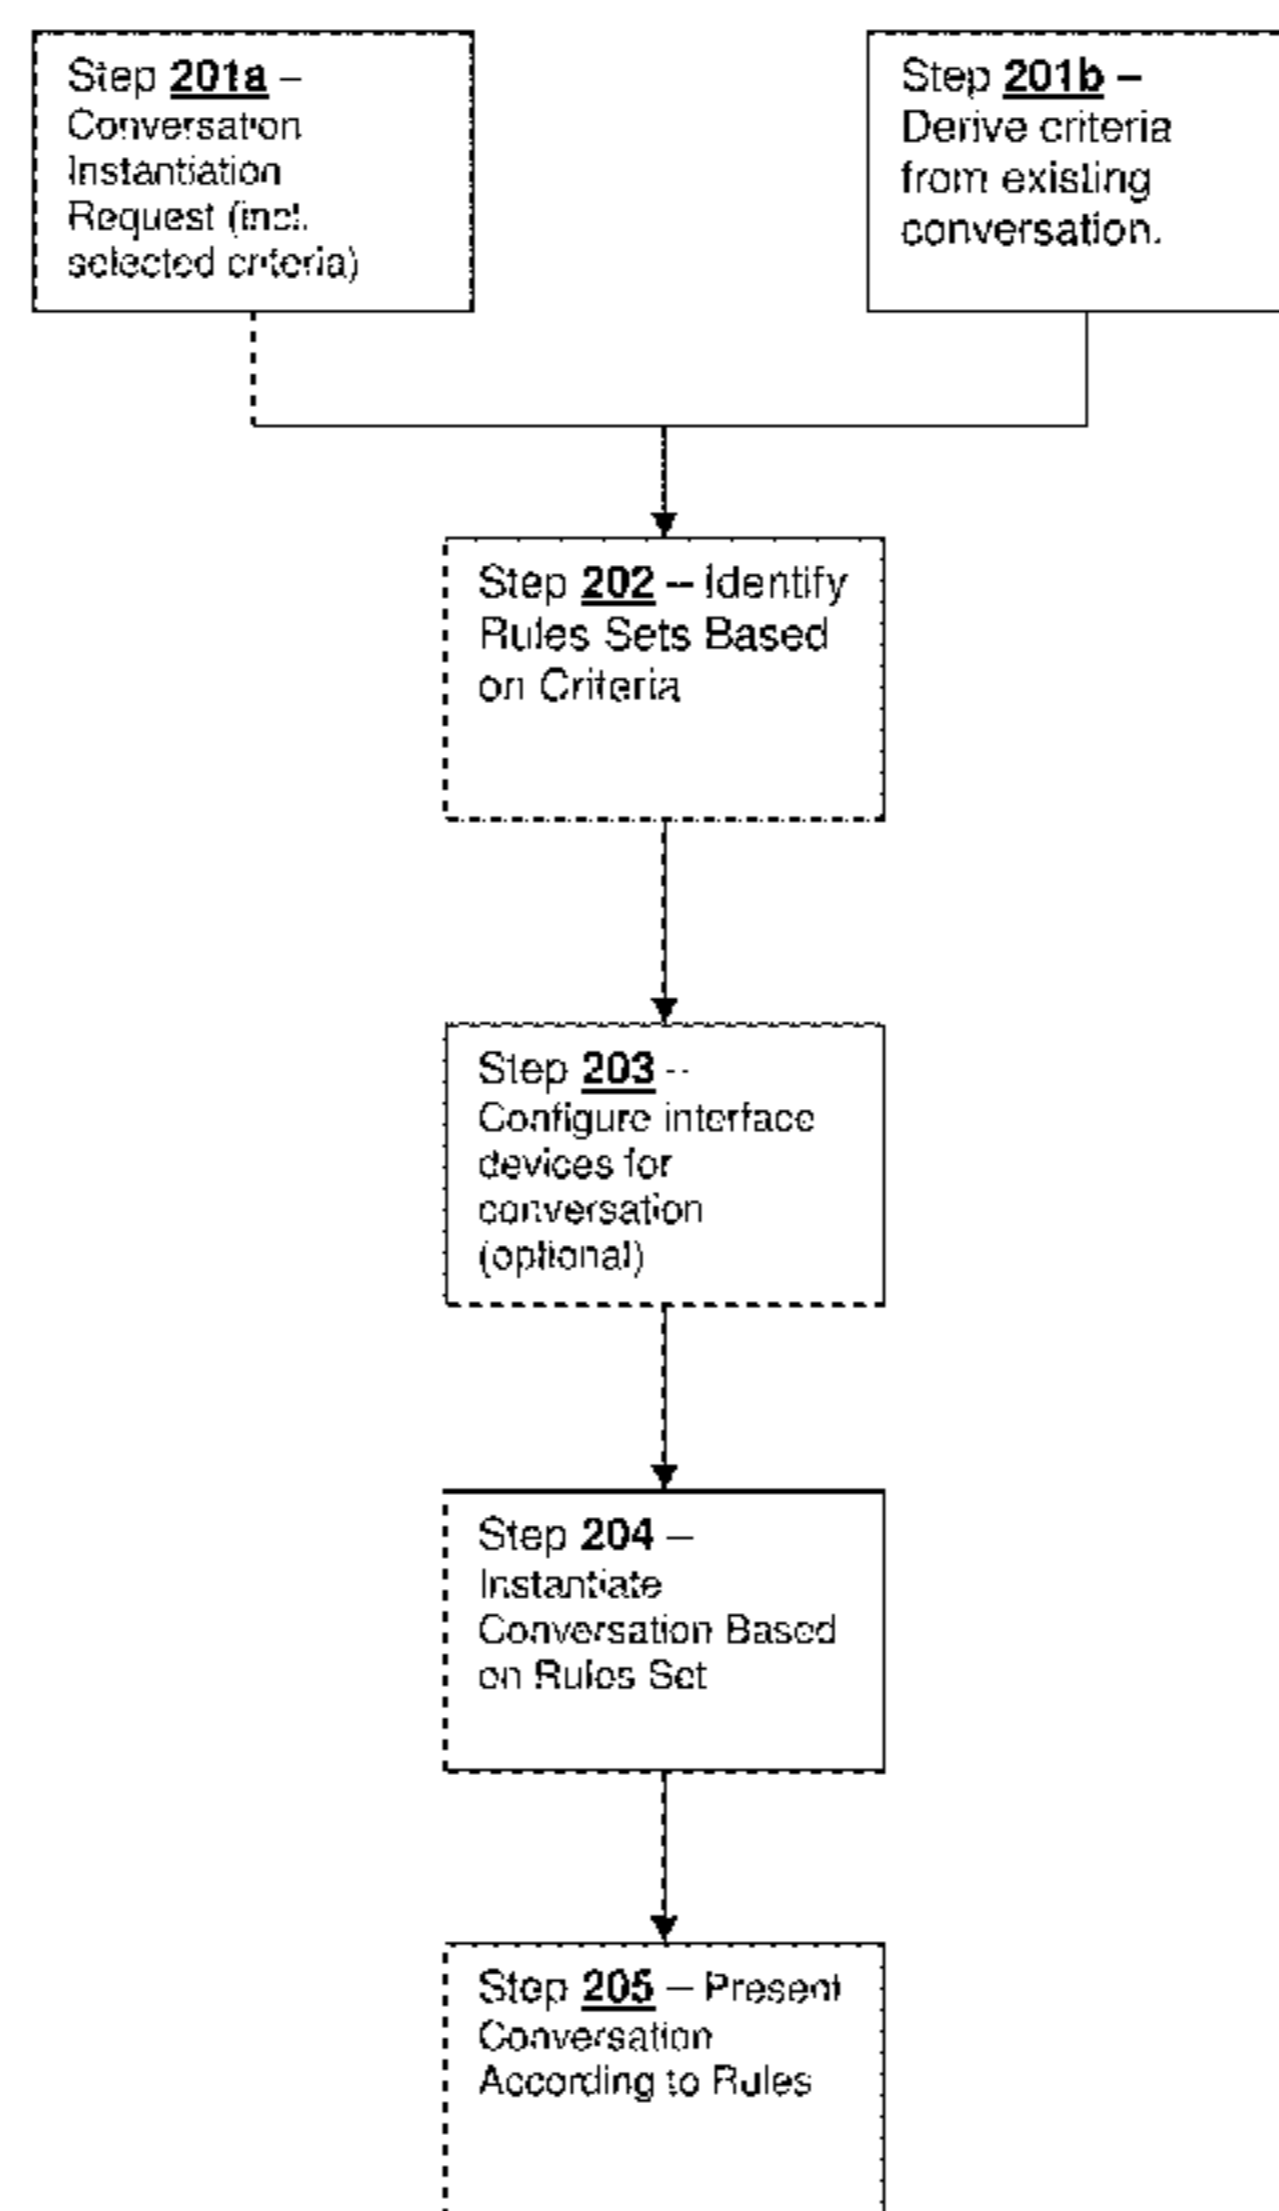 Step 201a –
Conversation
Instantiation
Request (incl.
selected criteria)
Step 201b –
Derive criteria
from existing
conversation.
Step 202 – Identify
Rules Sets Based
on Criteria
Step 203 –
Configure interface
devices for
conversation
(optional)
Step 204 –
Instantiate
Conversation Based
on Rules Set
Step 205 – Present
Conversation
According to Rules